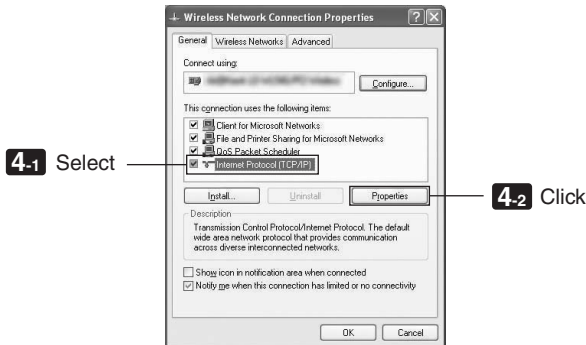 Wireless Network Connection Properties
General Wireless Networks Advanced
Connect using:
Configure...
This connection uses the following items:
Client for Microsoft Networks
File and Printer Sharing for Microsoft Networks
QoS Packet Scheduler
4-1 Select
Internet Protocol (TCP/IP)
Install... Uninstall Properties
4-2 Click
Description
Transmission Control Protocol/Internet Protocol. The default
wide area network protocol that provides communication
across diverse interconnected networks.
Show icon in notification area when connected
Notify me when this connection has limited or no connectivity
OK Cancel